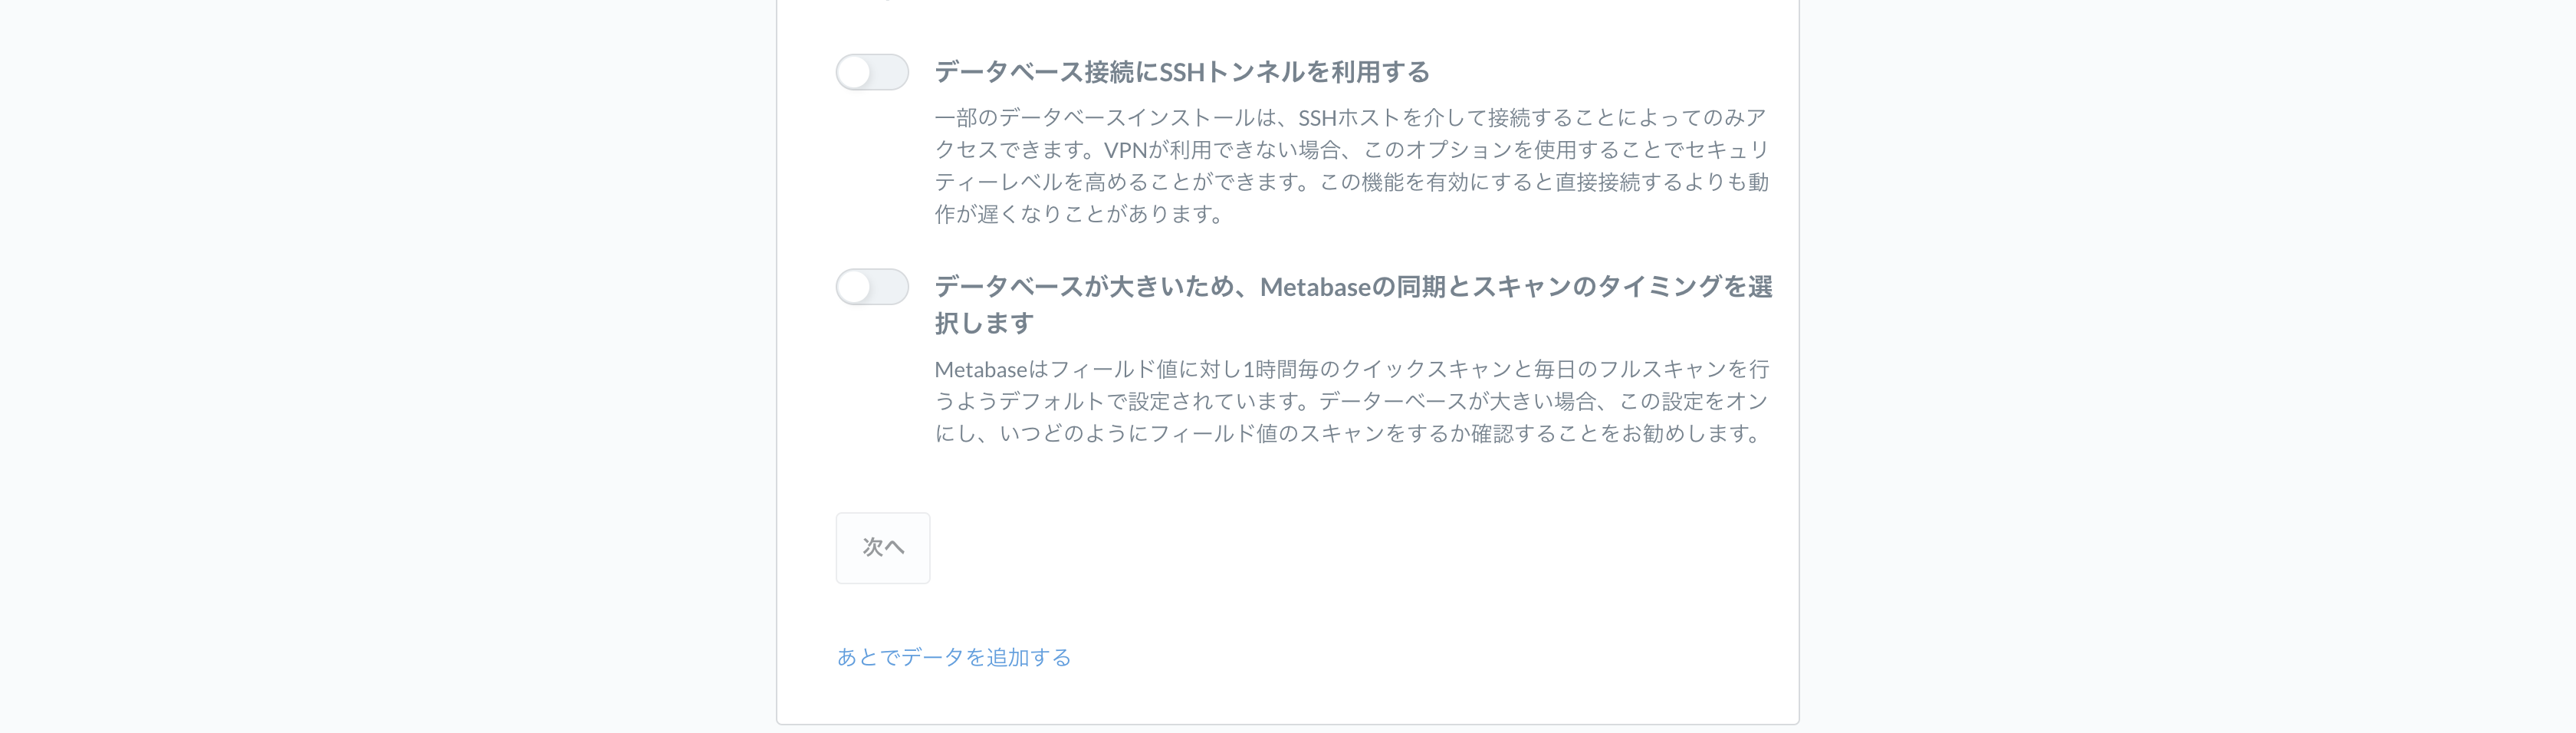 データベース接続にSSHトンネルを利用する
一部のデータベースインストールは、SSHホストを介して接続することによってのみア
クセスできます。VPNが利用できない場合、このオプションを使用することでセキュリ
ティーレベルを高めることができます。この機能を有効にすると直接接続するよりも動
作が遅くなりことがあります。
データベースが大きいため、Metabaseの同期とスキャンのタイミングを選
択します
Metabaseはフィールド値に対し1時間毎のクイックスキャンと毎日のフルスキャンを行
うようデフォルトで設定されています。データーベースが大きい場合、この設定をオン
にし、いつどのようにフィールド値のスキャンをするか確認することをお勧めします。
次へ
あとでデータを追加する